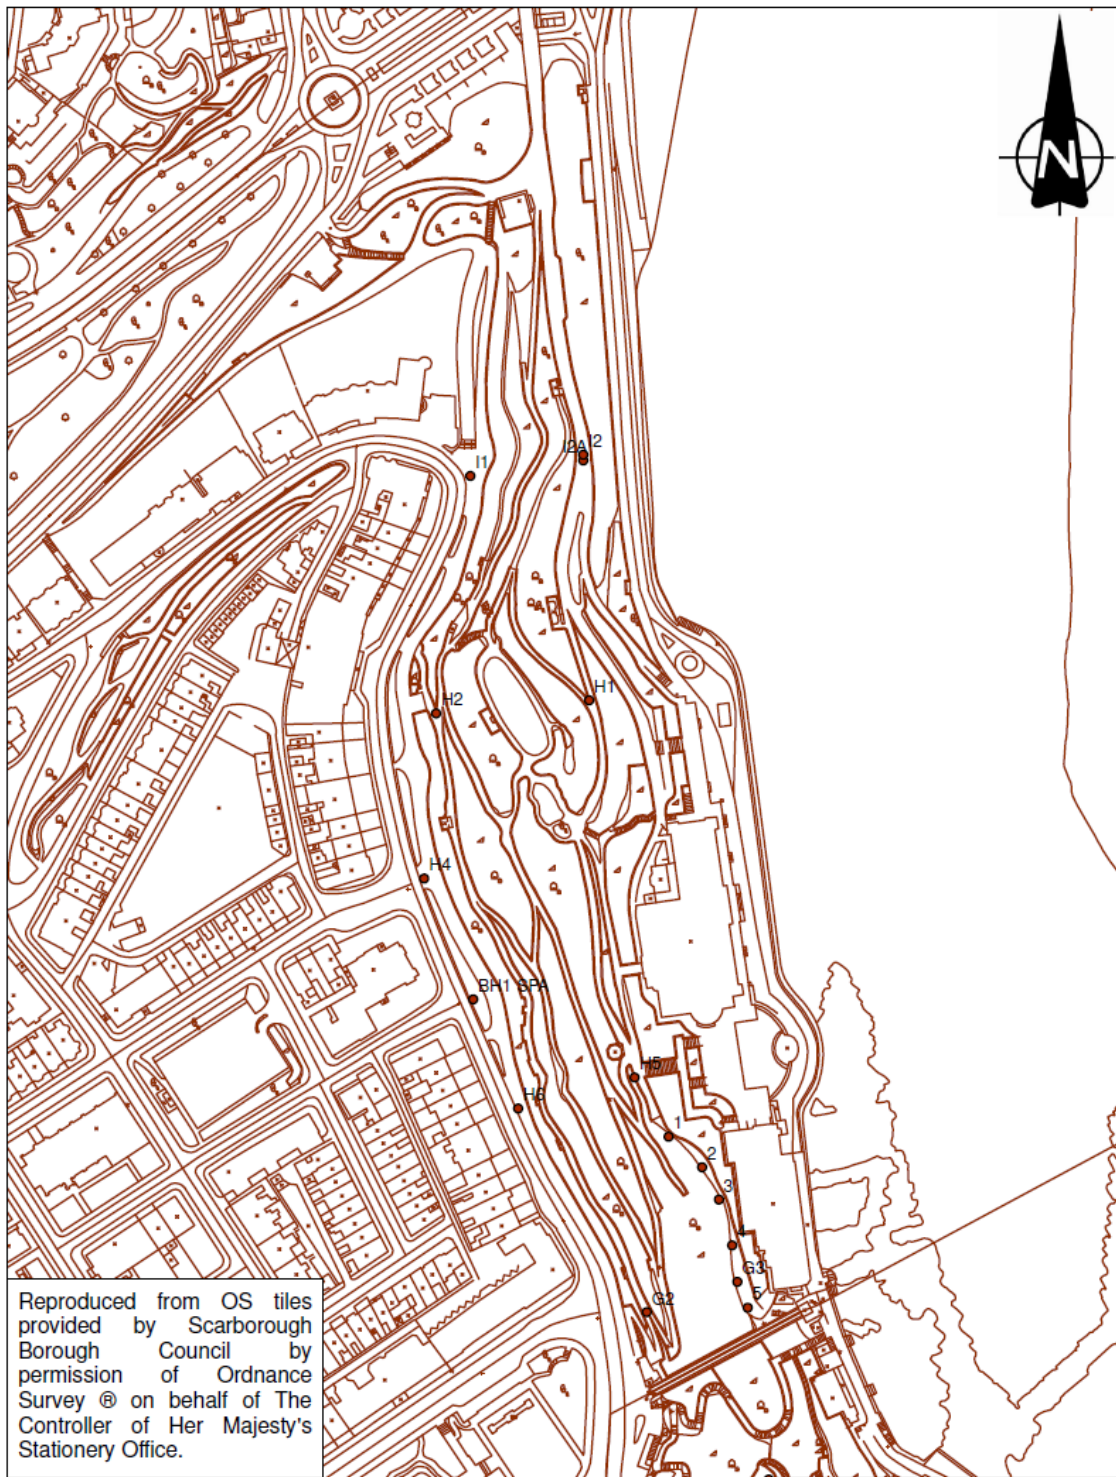 N
I2
I2A
I1
H1
H2
H4
BH1 SPA
H5
H6
1
2
3
4
G3
5
G2
Reproduced from OS tiles
provided by Scarborough
Borough Council by
permission of Ordnance
Survey ® on behalf of The
Controller of Her Majesty's
Stationery Office.